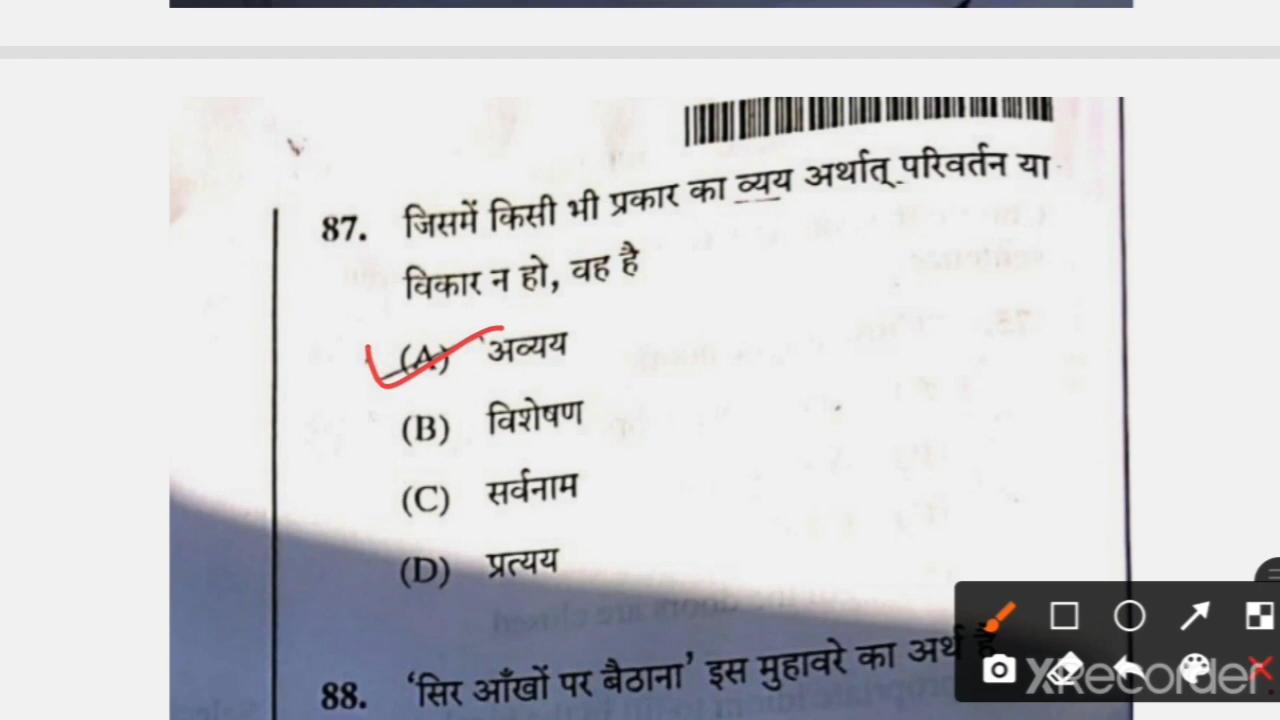 87. जिसमें किसी भी प्रकार का व्यय अर्थात् परिवर्तन या
विकार न हो, वह है
(A) अव्यय
(B) विशेषण
(C) सर्वनाम
(D) प्रत्यय
88. 'सिर आँखों पर बैठाना' इस मुहावरे का अर्थ है
XRecorder